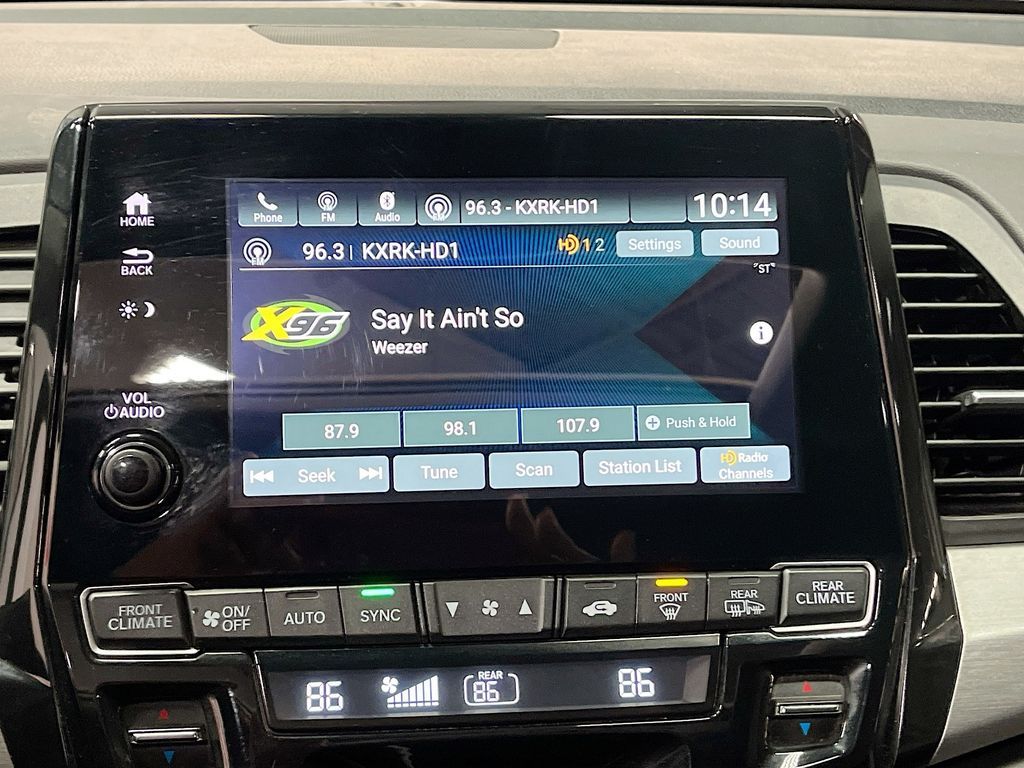 HOME
BACK
VOL
AUDIO
Phone
FM
Audio
FM
96.3 - KXRK-HD1
10:14
FM
96.3| KXRK-HD1
HD 1 2
Settings
Sound
"ST"
X96
Say It Ain't So
Weezer
i
87.9
98.1
107.9
Push & Hold
Seek
Tune
Scan
Station List
HD Radio
Channels
FRONT
CLIMATE
ON/
OFF
AUTO
SYNC
FRONT
REAR
REAR
CLIMATE
86
REAR
86
86